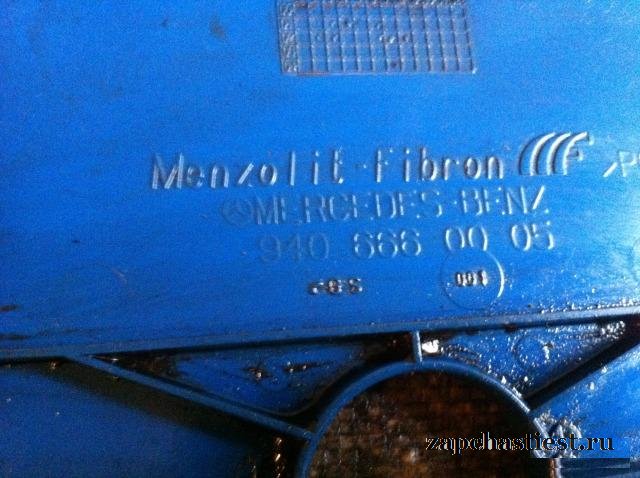 Menzolit-Fibron >P
MERCEDES-BENZ
940 666 00 05
zapchastiest.ru